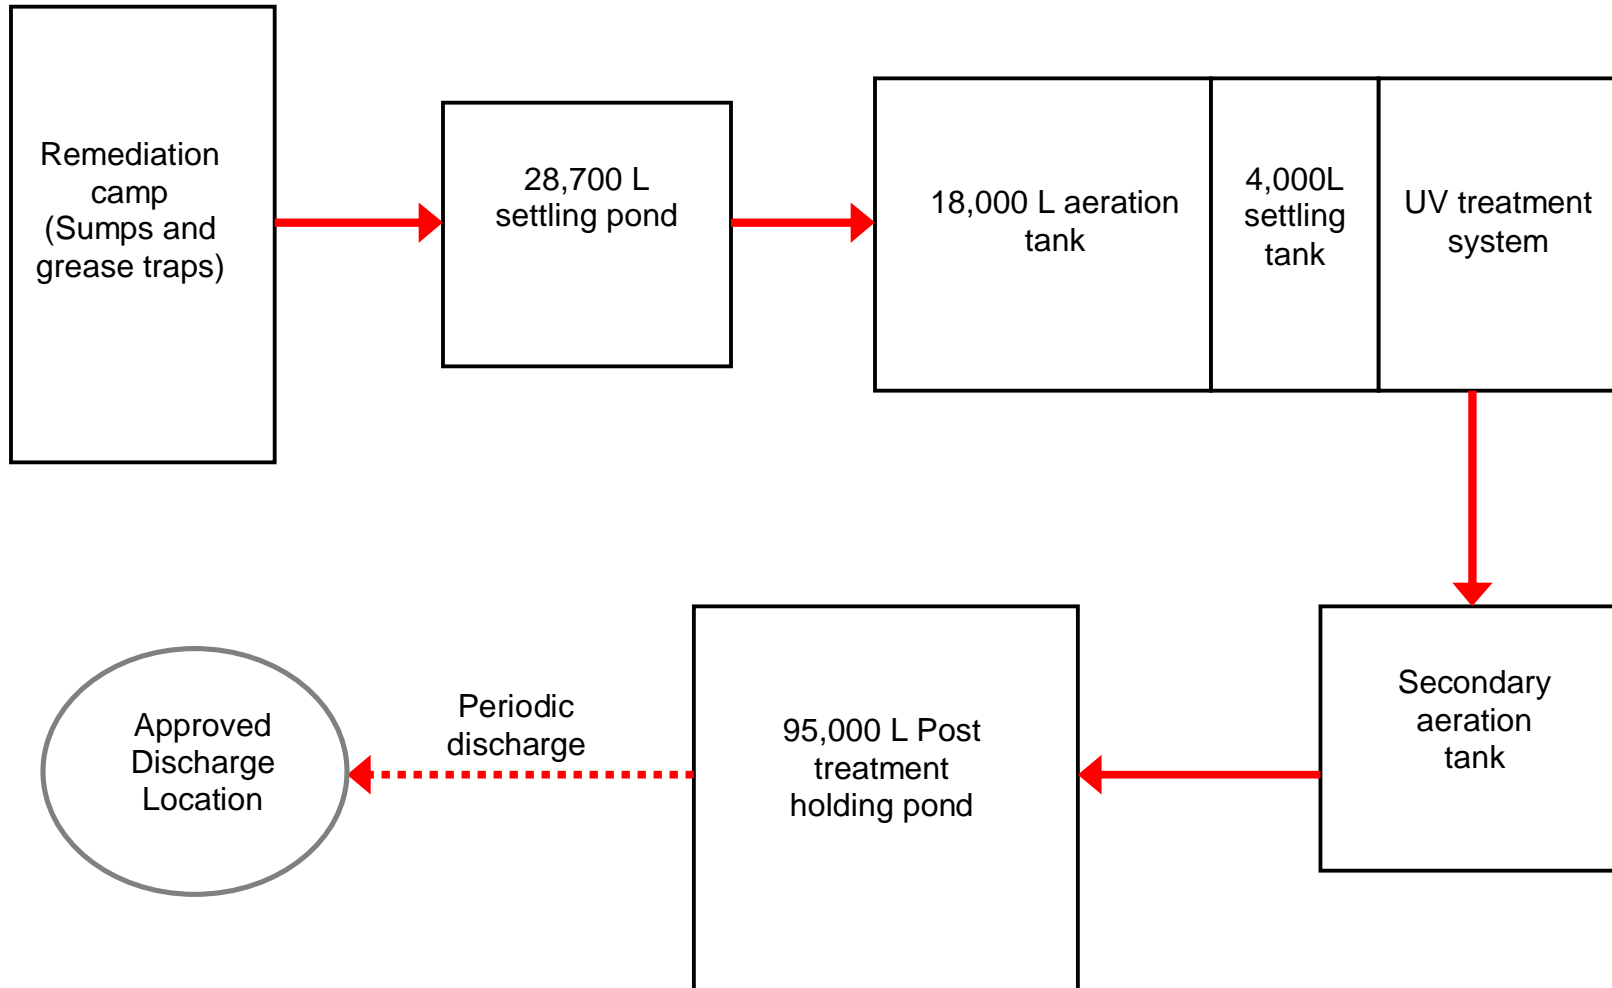 Remediation
camp
(Sumps and
grease traps)
28,700 L
settling pond
18,000 L aeration
tank
4,000L
settling
tank
UV treatment
system
Secondary
aeration
tank
95,000 L Post
treatment
holding pond
Periodic
discharge
Approved
Discharge
Location